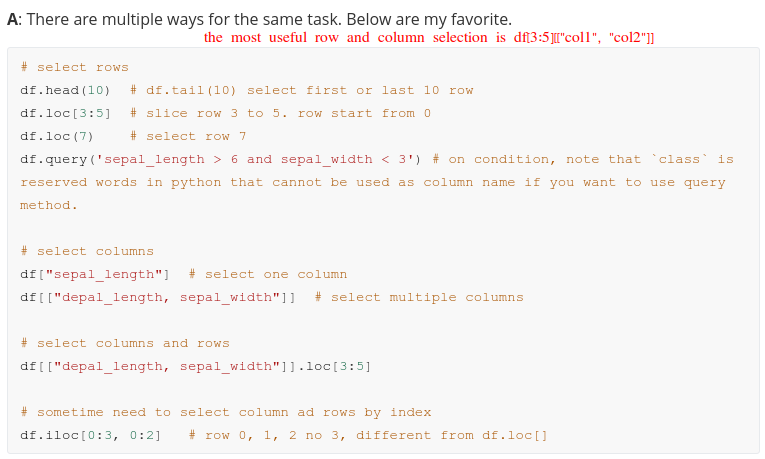 A: There are multiple ways for the same task. Below are my favorite.
the most useful row and column selection is df[3:5][["col1", "col2"]]
# select rows
df.head(10)  # df.tail(10) select first or last 10 row
df.loc[3:5]  # slice row 3 to 5. row start from 0
df.loc(7)    # select row 7
df.query('sepal_length > 6 and sepal_width < 3') # on condition, note that `class` is
reserved words in python that cannot be used as column name if you want to use query
method.
# select columns
df["sepal_length"]  # select one column
df[["depal_length, sepal_width"]]  # select multiple columns
# select columns and rows
df[["depal_length, sepal_width"]].loc[3:5]
# sometime need to select column ad rows by index
df.iloc[0:3, 0:2]   # row 0, 1, 2 no 3, different from df.loc[]